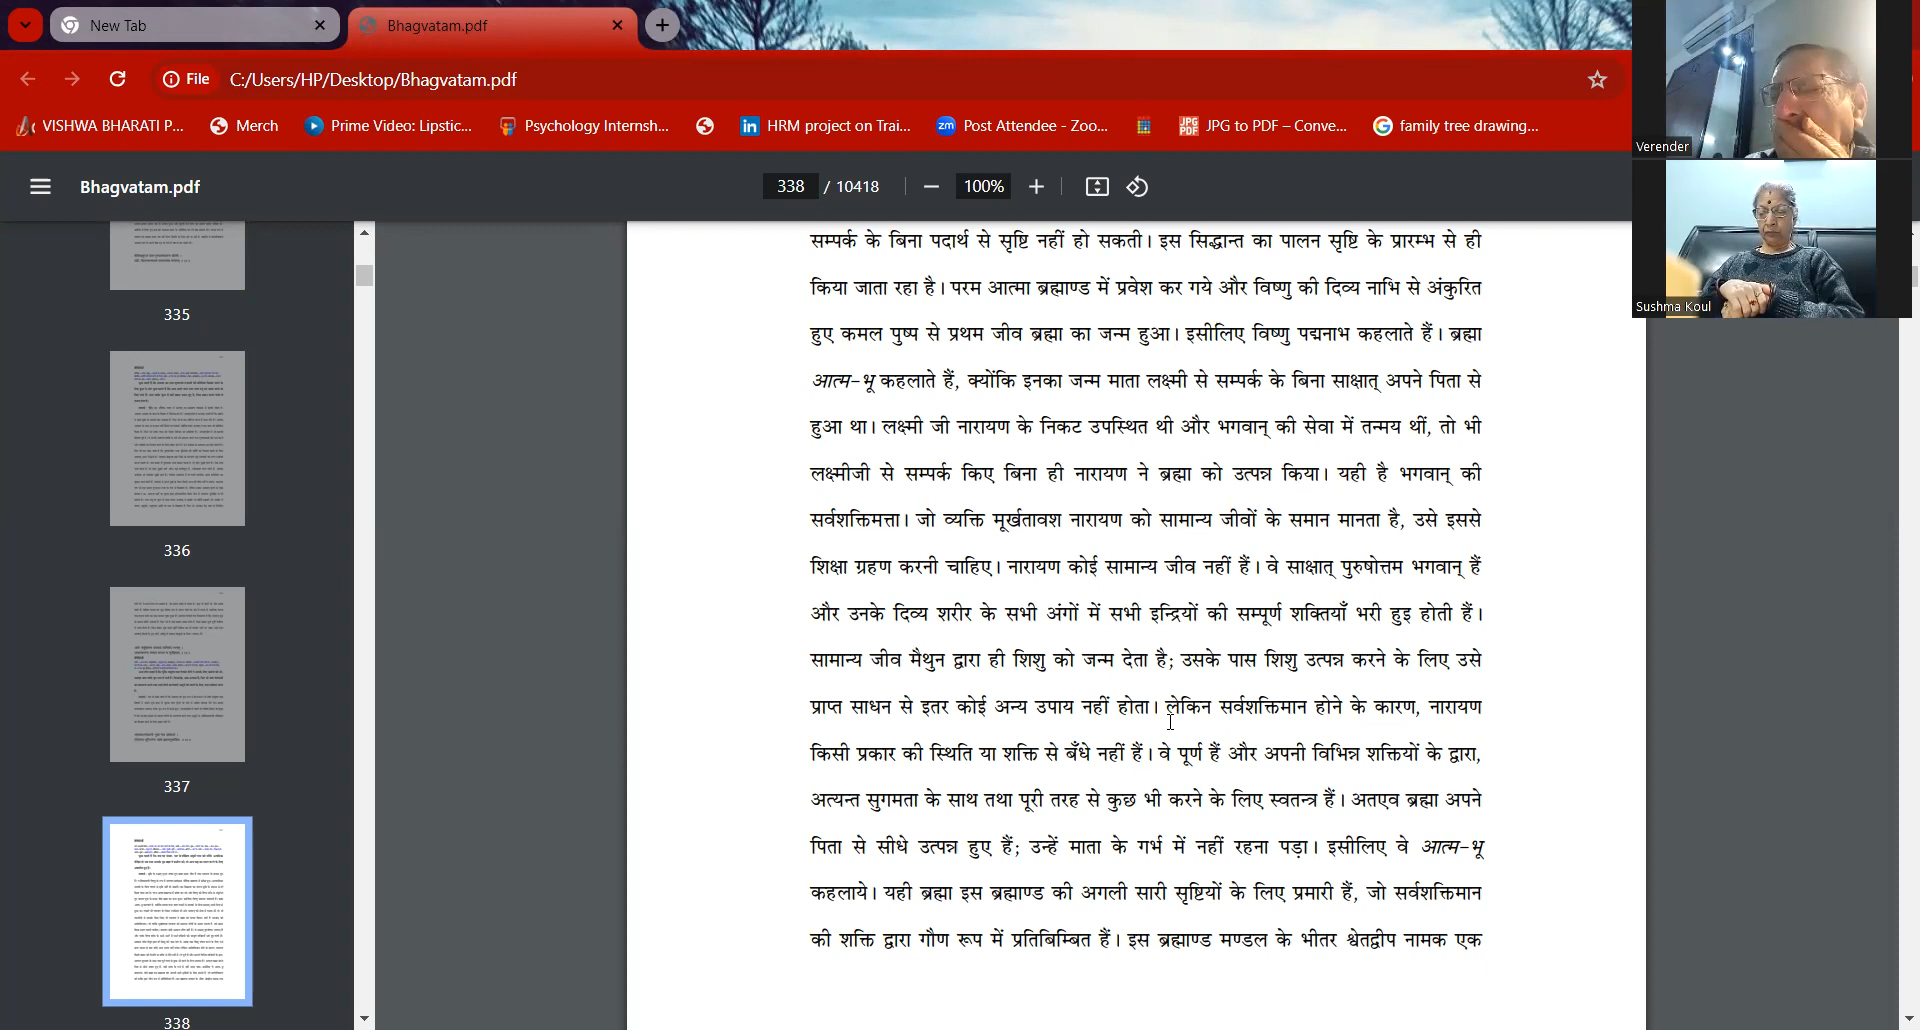 New Tab
Bhagvatam.pdf
File C:/Users/HP/Desktop/Bhagvatam.pdf
VISHWA BHARATI P... Merch Prime Video: Lipstic... Psychology Internsh... HRM project on Trai... Post Attendee - Zoo... JPG to PDF – Conve... family tree drawing...
Bhagvatam.pdf 338 / 10418 100%
335
336
337
338
सम्पर्क के बिना पदार्थ से सृष्टि नहीं हो सकती। इस सिद्धान्त का पालन सृष्टि के प्रारम्भ से ही
किया जाता रहा है। परम आत्मा ब्रह्माण्ड में प्रवेश कर गये और विष्णु की दिव्य नाभि से अंकुरित
हुए कमल पुष्प से प्रथम जीव ब्रह्मा का जन्म हुआ। इसीलिए विष्णु पद्मनाभ कहलाते हैं। ब्रह्मा
आत्म-भू कहलाते हैं, क्योंकि इनका जन्म माता लक्ष्मी से सम्पर्क के बिना साक्षात् अपने पिता से
हुआ था। लक्ष्मी जी नारायण के निकट उपस्थित थी और भगवान् की सेवा में तन्मय थीं, तो भी
लक्ष्मीजी से सम्पर्क किए बिना ही नारायण ने ब्रह्मा को उत्पन्न किया। यही है भगवान् की
सर्वशक्तिमत्ता। जो व्यक्ति मूर्खतावश नारायण को सामान्य जीवों के समान मानता है, उसे इससे
शिक्षा ग्रहण करनी चाहिए। नारायण कोई सामान्य जीव नहीं हैं। वे साक्षात् पुरुषोत्तम भगवान् हैं
और उनके दिव्य शरीर के सभी अंगों में सभी इन्द्रियों की सम्पूर्ण शक्तियाँ भरी हुइ होती हैं।
सामान्य जीव मैथुन द्वारा ही शिशु को जन्म देता है; उसके पास शिशु उत्पन्न करने के लिए उसे
प्राप्त साधन से इतर कोई अन्य उपाय नहीं होता। लेकिन सर्वशक्तिमान होने के कारण, नारायण
किसी प्रकार की स्थिति या शक्ति से बँधे नहीं हैं। वे पूर्ण हैं और अपनी विभिन्न शक्तियों के द्वारा,
अत्यन्त सुगमता के साथ तथा पूरी तरह से कुछ भी करने के लिए स्वतन्त्र हैं। अतएव ब्रह्मा अपने
पिता से सीधे उत्पन्न हुए हैं; उन्हें माता के गर्भ में नहीं रहना पड़ा। इसीलिए वे आत्म-भू
कहलाये। यही ब्रह्मा इस ब्रह्माण्ड की अगली सारी सृष्टियों के लिए प्रमारी हैं, जो सर्वशक्तिमान
की शक्ति द्वारा गौण रूप में प्रतिबिम्बित हैं। इस ब्रह्माण्ड मण्डल के भीतर श्वेतद्वीप नामक एक
Verender
Sushma Koul